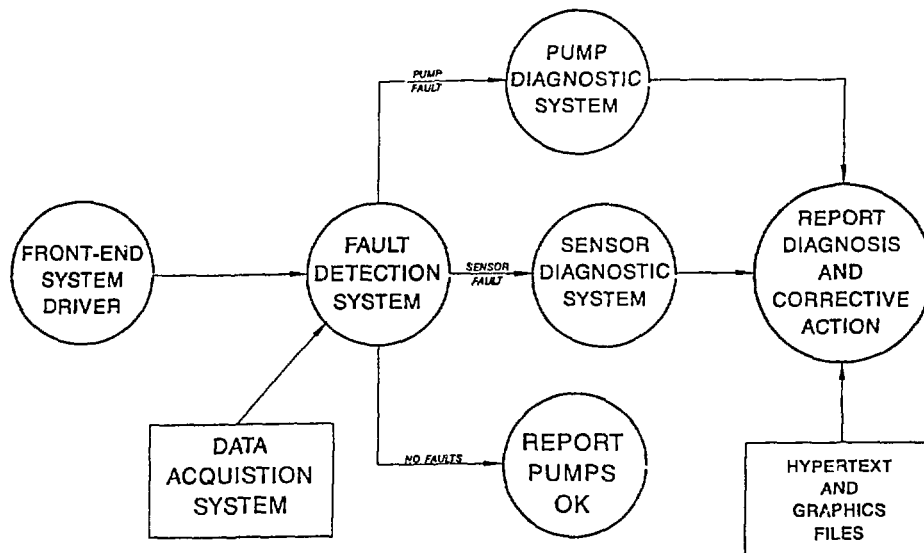 PUMP
DIAGNOSTIC
SYSTEM
PUMP
FAULT
FRONT-END
SYSTEM
DRIVER
FAULT
DETECTION
SYSTEM
SENSOR
FAULT
SENSOR
DIAGNOSTIC
SYSTEM
REPORT
DIAGNOSIS
AND
CORRECTIVE
ACTION
DATA
ACQUISTION
SYSTEM
NO FAULTS
REPORT
PUMPS
OK
HYPERTEXT
AND
GRAPHICS
FILES